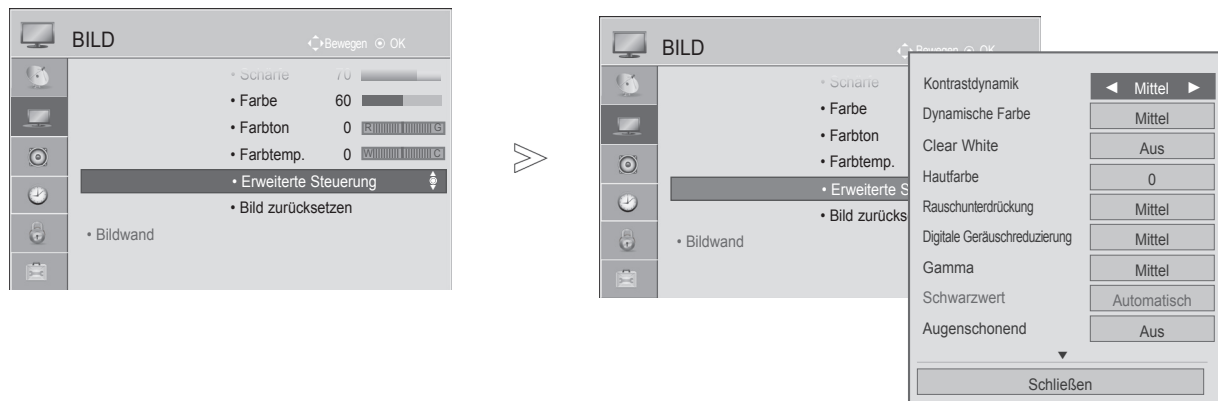 BILD
Bewegen OK
• Schärfe 70
• Farbe 60
• Farbton 0 R G
• Farbtemp. 0 W C
• Erweiterte Steuerung
• Bild zurücksetzen
• Bildwand
BILD
Bewegen OK
• Schärfe
• Farbe
• Farbton
• Farbtemp.
• Erweiterte S
• Bild zurücks
• Bildwand
Kontrastdynamik ◄ Mittel ►
Dynamische Farbe Mittel
Clear White Aus
Hautfarbe 0
Rauschunterdrückung Mittel
Digitale Geräuschreduzierung Mittel
Gamma Mittel
Schwarzwert Automatisch
Augenschonend Aus
Schließen